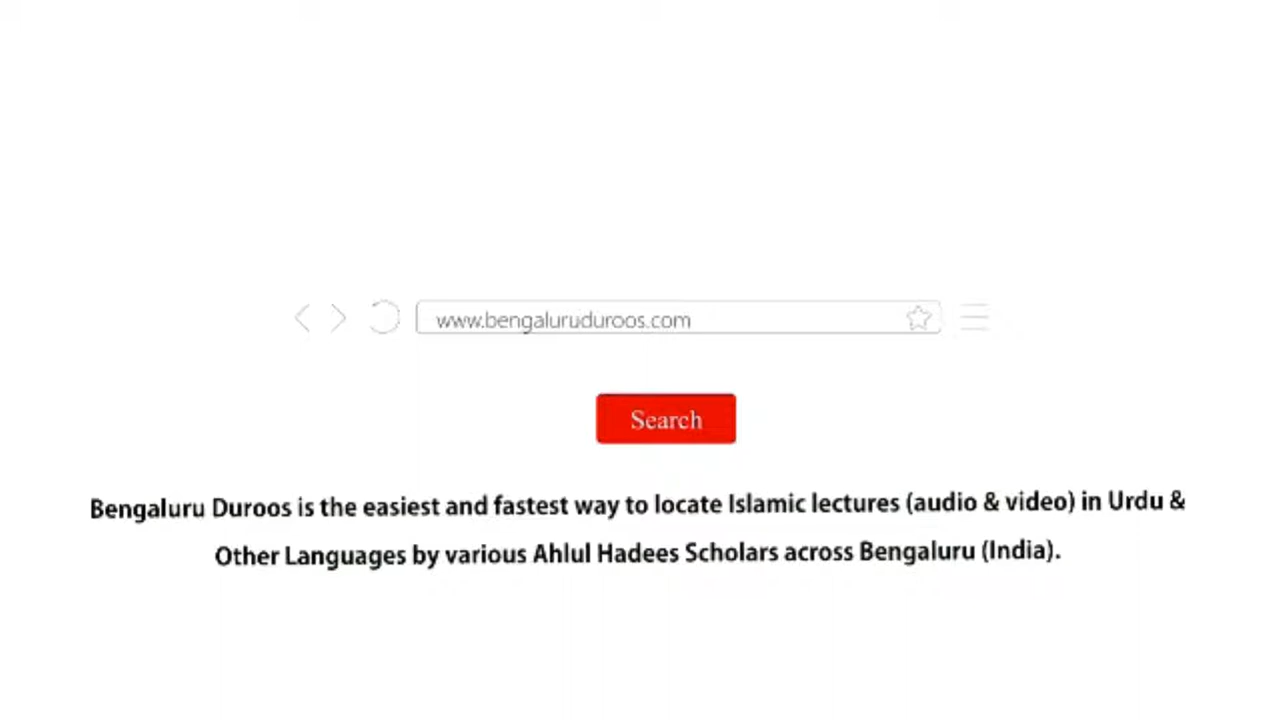 www.bengaluruduroos.com
Search
Bengaluru Duroos is the easiest and fastest way to locate Islamic lectures (audio & video) in Urdu &
Other Languages by various Ahlul Hadees Scholars across Bengaluru (India).